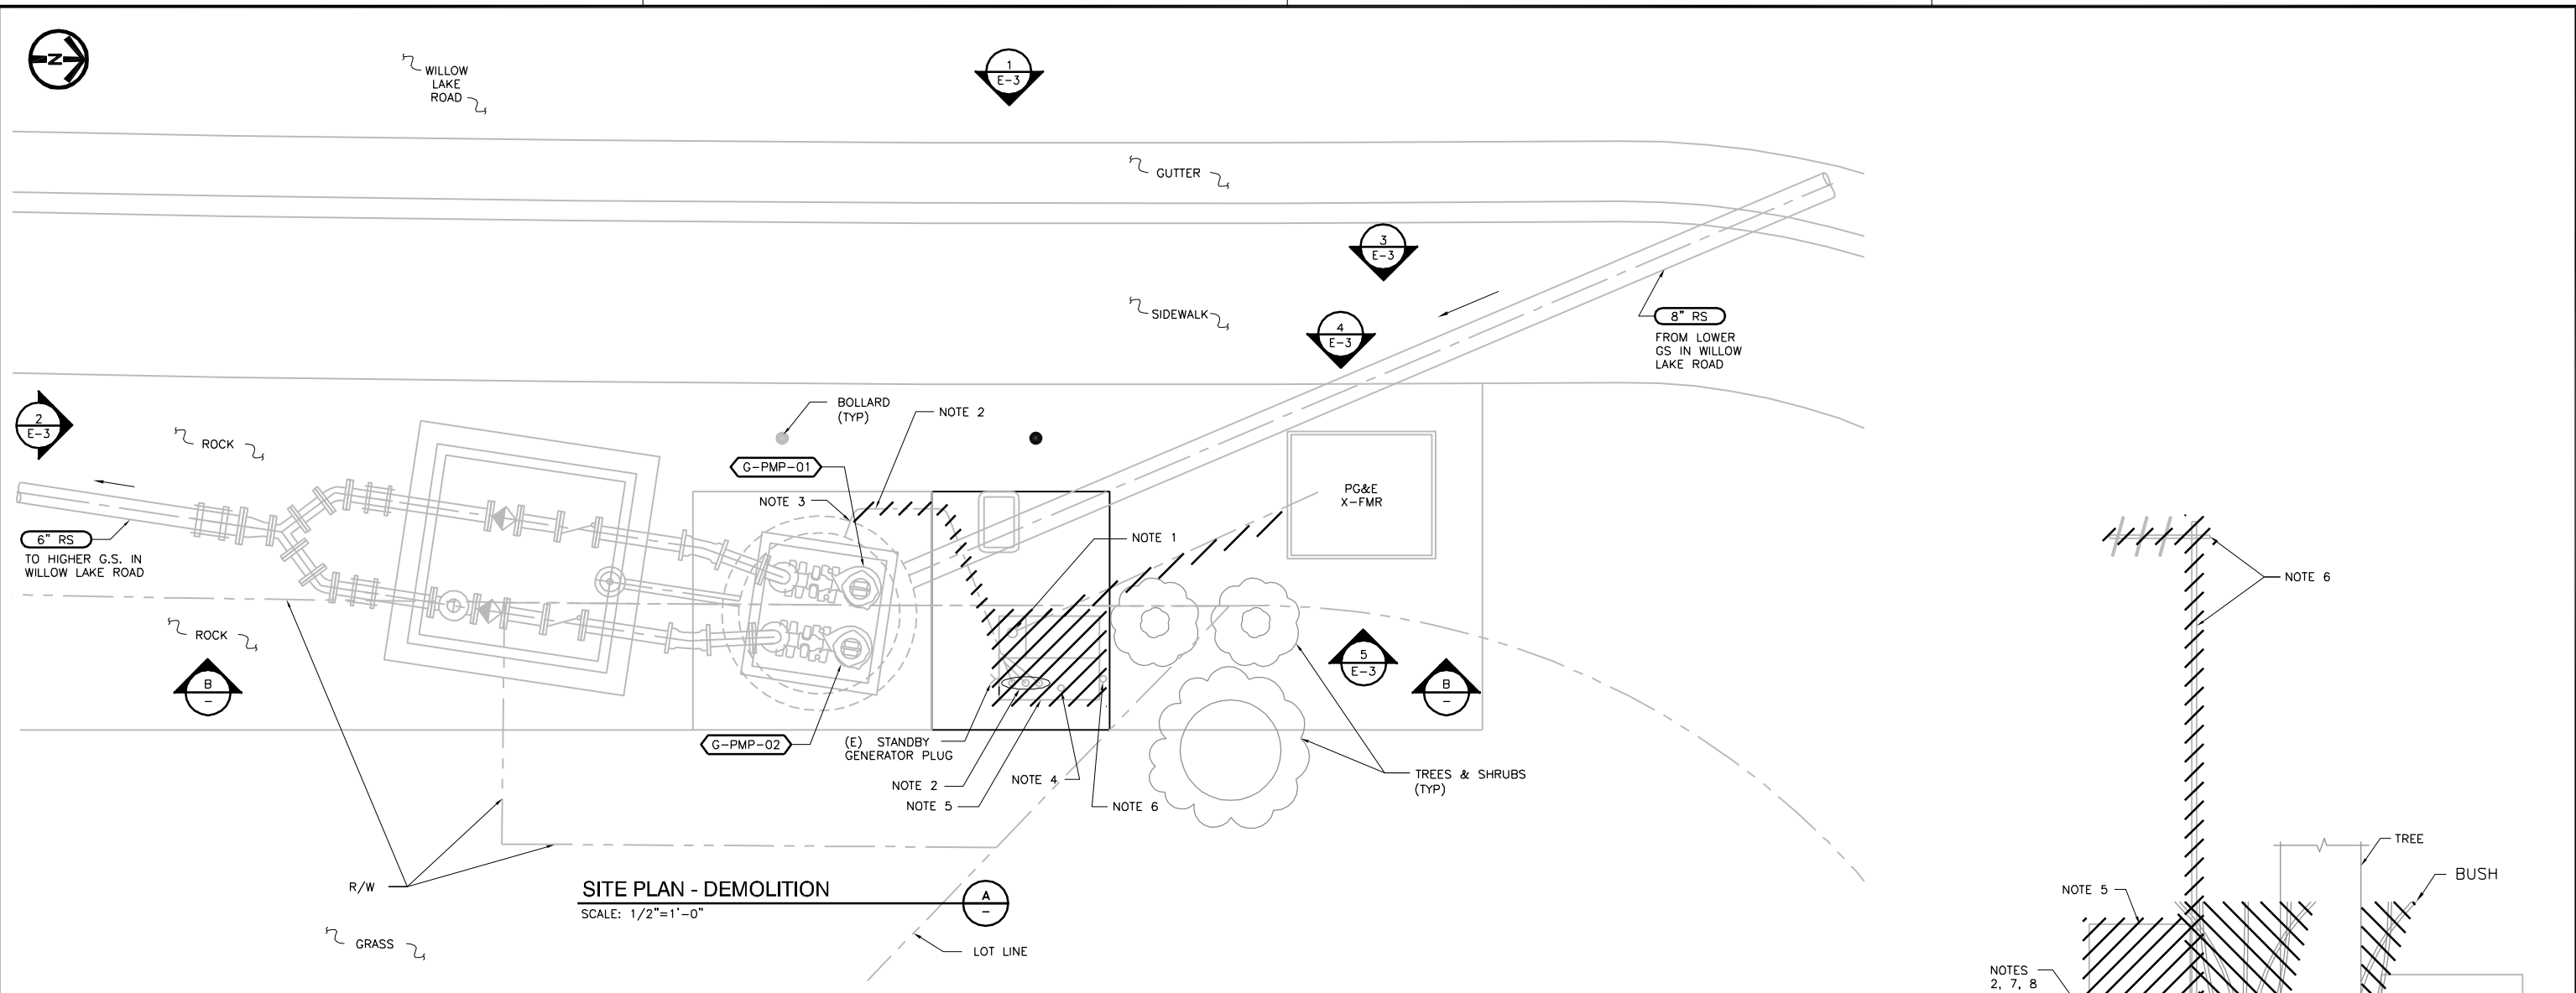 N
WILLOW
LAKE
ROAD
1
E-3
GUTTER
3
E-3
SIDEWALK
4
E-3
8" RS
FROM LOWER
GS IN WILLOW
LAKE ROAD
2
E-3
ROCK
BOLLARD
(TYP)
NOTE 2
G-PMP-01
NOTE 3
PG&E
X-FMR
NOTE 1
6" RS
TO HIGHER G.S. IN
WILLOW LAKE ROAD
NOTE 6
ROCK
B
-
5
E-3
B
-
G-PMP-02
(E) STANDBY
GENERATOR PLUG
NOTE 2
NOTE 4
NOTE 5
NOTE 6
TREES & SHRUBS
(TYP)
TREE
R/W
SITE PLAN - DEMOLITION
SCALE: 1/2"=1'-0"
A
-
BUSH
NOTE 5
GRASS
LOT LINE
NOTES
2, 7, 8